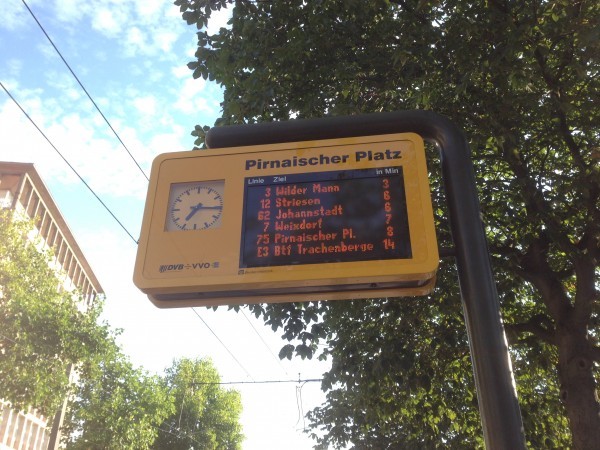 Pirnaischer Platz
Linie Ziel in Min
3 Wilder Mann 3
12 Striesen 6
62 Johannstadt 6
7 Weixdorf 7
75 Pirnaischer Pl. 8
E3 Btf Trachenberge 14
DVB VVO